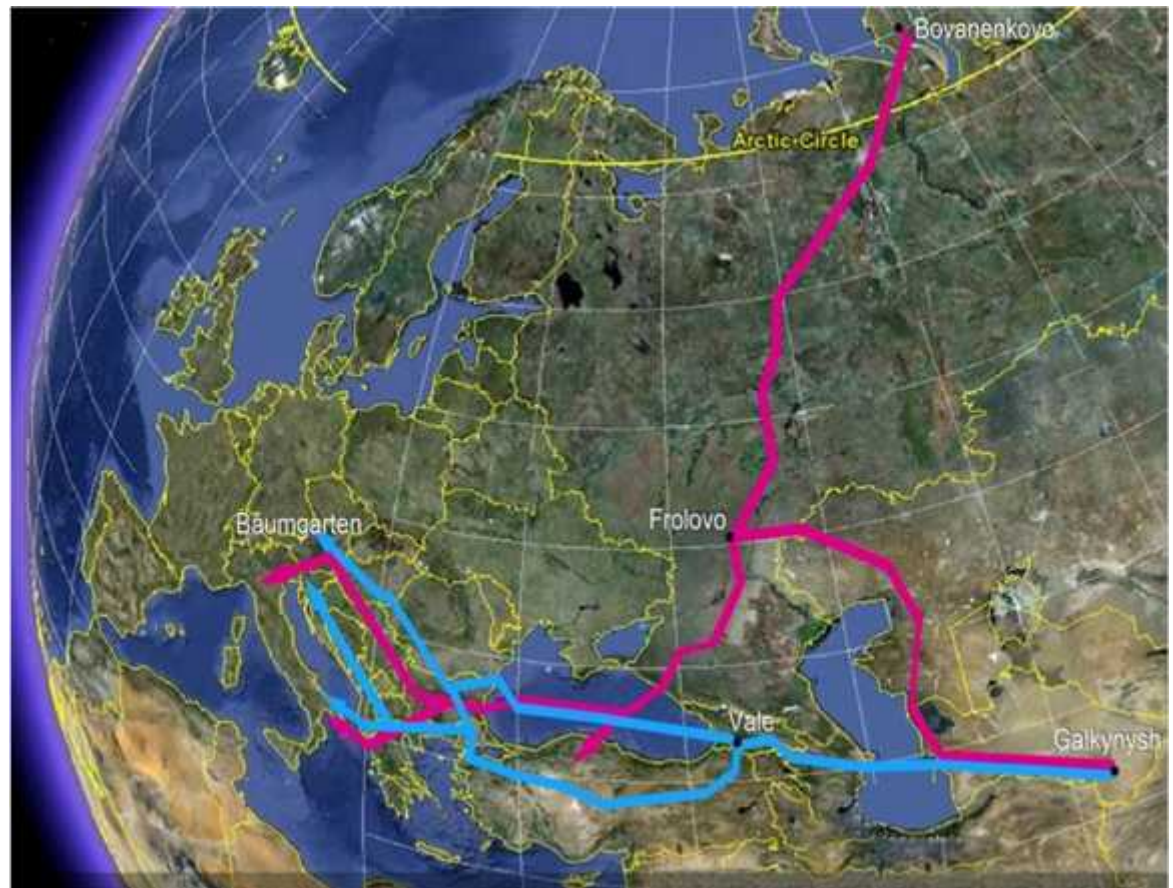 Bovanenkovo
Arctic Circle
Frolovo
Baumgarten
Vale
Galkynysh